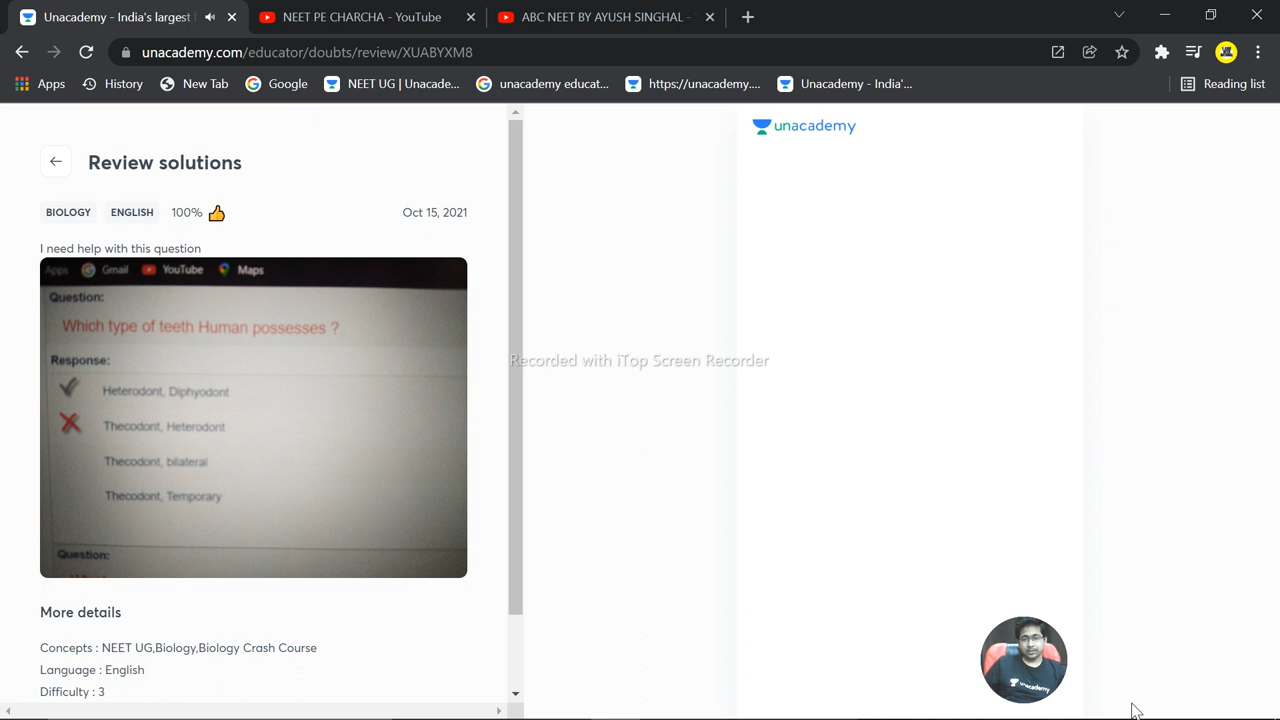 Unacademy - India's largest
NEET PE CHARCHA - YouTube
ABC NEET BY AYUSH SINGHAL -
unacademy.com/educator/doubts/review/XUABYXM8
Apps
History
New Tab
Google
NEET UG | Unacade...
unacademy educat...
https://unacademy....
Unacademy - India'...
Reading list
unacademy
Review solutions
BIOLOGY
ENGLISH
100%
Oct 15, 2021
I need help with this question
Apps
Gmail
YouTube
Maps
Question:
Which type of teeth Human possesses ?
Response:
Heterodont, Diphyodont
Thecodont, Heterodont
Thecodont, bilateral
Thecodont, Temporary
Question:
Recorded with iTop Screen Recorder
More details
Concepts : NEET UG,Biology,Biology Crash Course
Language : English
Difficulty : 3
unacademy